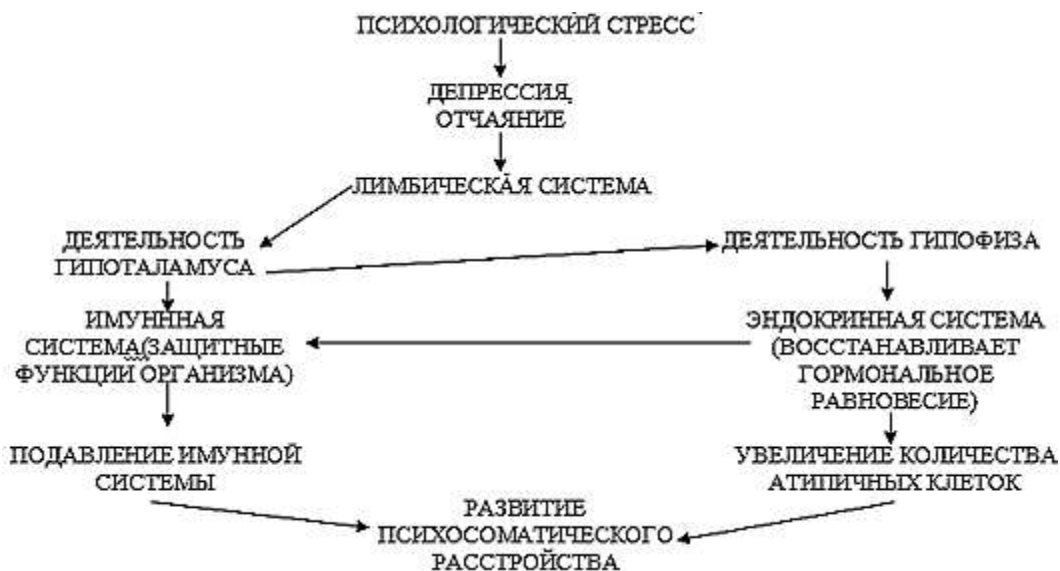 ПСИХОЛОГИЧЕСКИЙ СТРЕСС
ДЕПРЕССИЯ,
ОТЧАЯНИЕ
ЛИМБИЧЕСКАЯ СИСТЕМА
ДЕЯТЕЛЬНОСТЬ
ГИПОТАЛАМУСА
ДЕЯТЕЛЬНОСТЬ ГИПОФИЗА
ИМУНННАЯ
СИСТЕМА(ЗАЩИТНЫЕ
ФУНКЦИИ ОРГАНИЗМА)
ЭНДОКРИННАЯ СИСТЕМА
(ВОССТАНАВЛИВАЕТ
ГОРМОНАЛЬНОЕ
РАВНОВЕСИЕ)
ПОДАВЛЕНИЕ ИМУННОЙ
СИСТЕМЫ
УВЕЛИЧЕНИЕ КОЛИЧЕСТВА
АТИПИЧНЫХ КЛЕТОК
РАЗВИТИЕ
ПСИХОСОМАТИЧЕСКОГО
РАССТРОЙСТВА